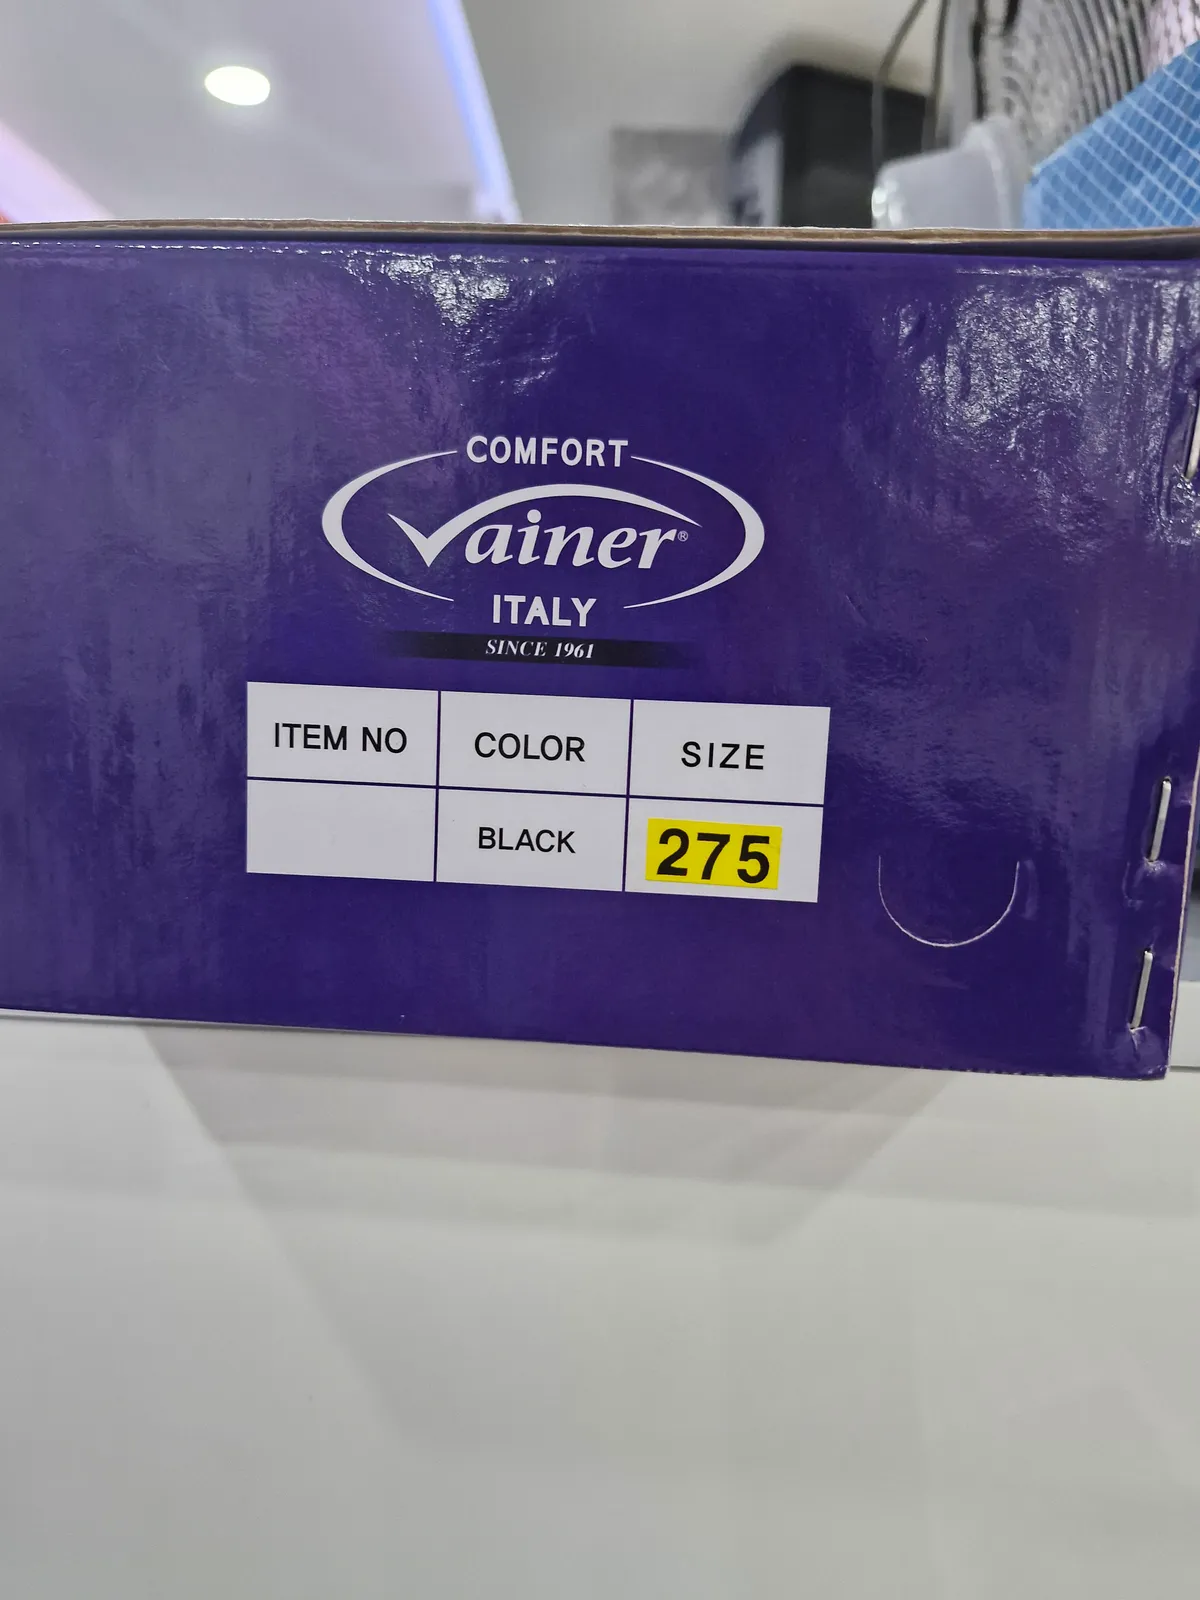 COMFORT
Vainer®
ITALY
SINCE 1961
ITEM NO COLOR SIZE
BLACK 275